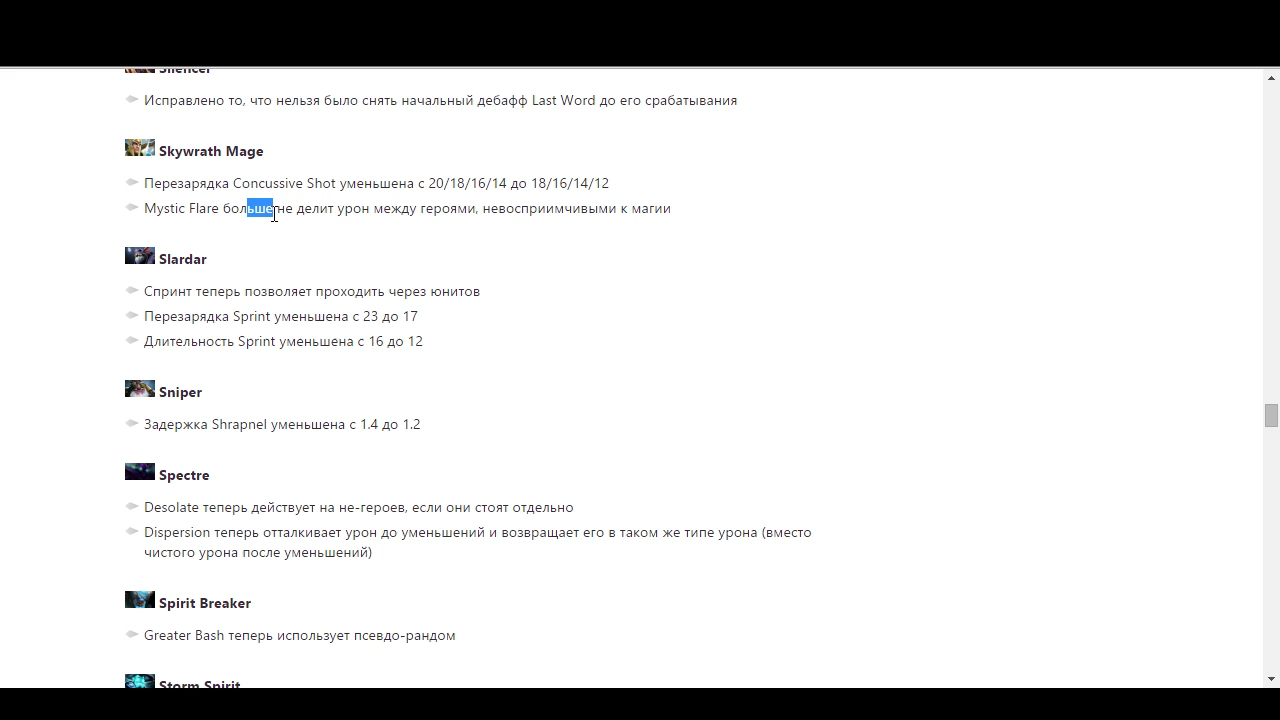 Silencer
Исправлено то, что нельзя было снять начальный дебафф Last Word до его срабатывания
Skywrath Mage
Перезарядка Concussive Shot уменьшена с 20/18/16/14 до 18/16/14/12
Mystic Flare больше не делит урон между героями, невосприимчивыми к магии
Slardar
Спринт теперь позволяет проходить через юнитов
Перезарядка Sprint уменьшена с 23 до 17
Длительность Sprint уменьшена с 16 до 12
Sniper
Задержка Shrapnel уменьшена с 1.4 до 1.2
Spectre
Desolate теперь действует на не-героев, если они стоят отдельно
Dispersion теперь отталкивает урон до уменьшений и возвращает его в таком же типе урона (вместо
чистого урона после уменьшений)
Spirit Breaker
Greater Bash теперь использует псевдо-рандом
Storm Spirit